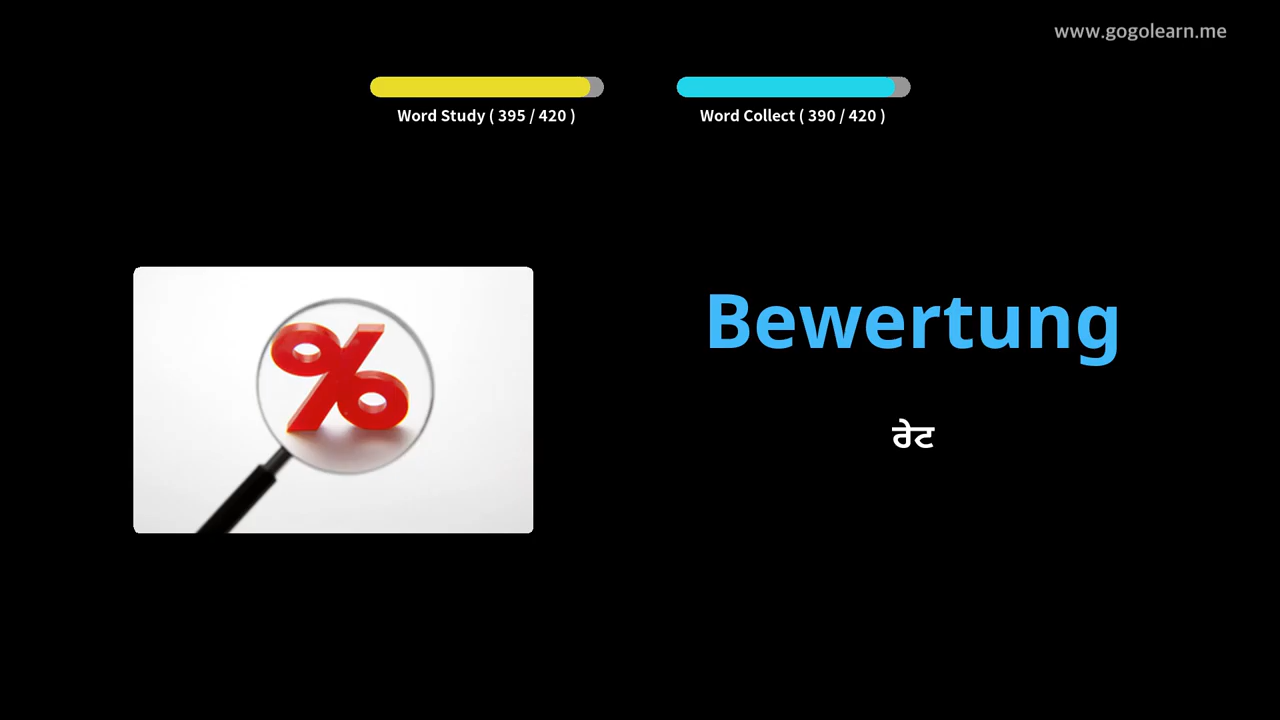 www.gogolearn.me
Word Study ( 395 / 420 )
Word Collect ( 390 / 420 )
%
Bewertung
ਰੇਟ